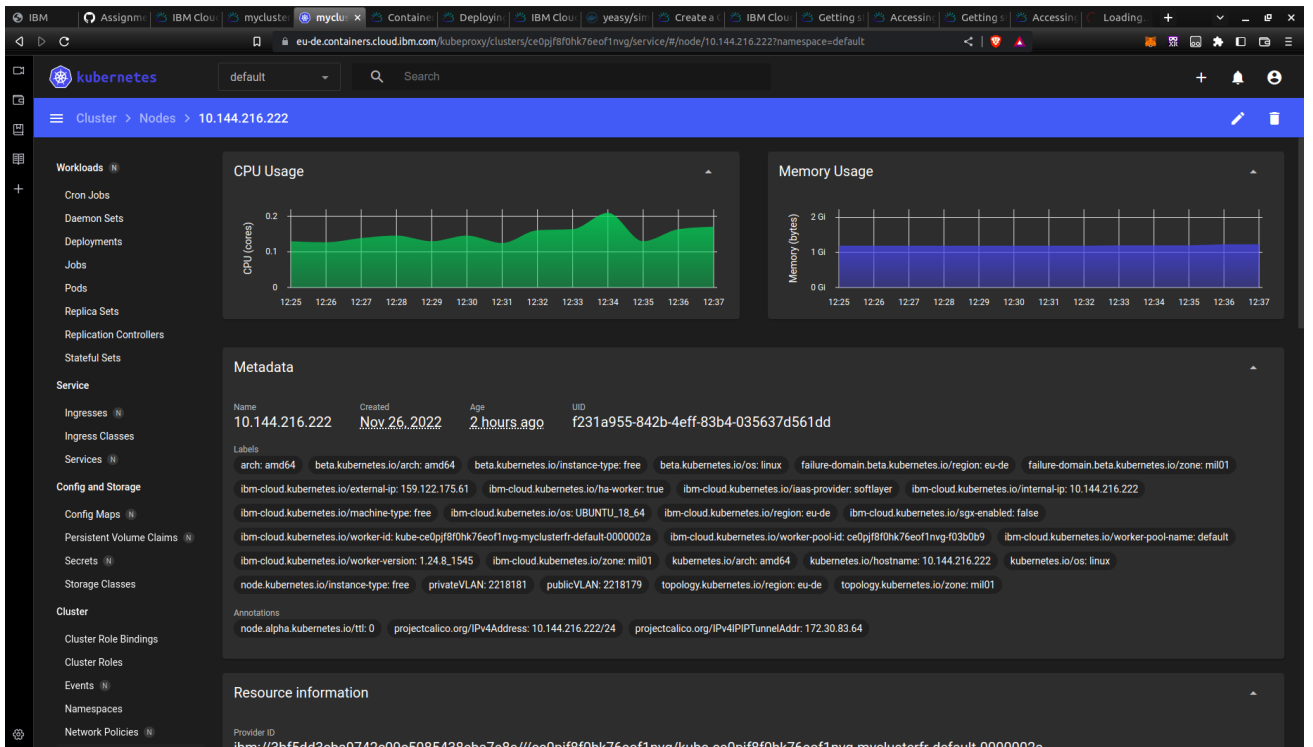 IBM
Assignme
IBM Clou
mycluste
myclus
Containe
Deployin
IBM Cloud
yeasy/sim
Create a
IBM Clou
Getting s
Accessing
Getting s
Accessing
Loading..
eu-de.containers.cloud.ibm.com/kubeproxy/clusters/ce0pjf8f0hk76eof1nvg/service/#/node/10.144.216.222?namespace=default
kubernetes
default
Search
Cluster > Nodes > 10.144.216.222
Workloads N
Cron Jobs
Daemon Sets
Deployments
Jobs
Pods
Replica Sets
Replication Controllers
Stateful Sets
Service
Ingresses N
Ingress Classes
Services N
Config and Storage
Config Maps N
Persistent Volume Claims N
Secrets N
Storage Classes
Cluster
Cluster Role Bindings
Cluster Roles
Events N
Namespaces
Network Policies N
CPU Usage
CPU (cores)
0.2
0.1
0
12:25 12:26 12:27 12:28 12:29 12:30 12:31 12:32 12:33 12:34 12:35 12:36 12:37
Memory Usage
Memory (bytes)
2 Gi
1 Gi
0 Gi
12:25 12:26 12:27 12:28 12:29 12:30 12:31 12:32 12:33 12:34 12:35 12:36 12:37
Metadata
Name Created Age UID
10.144.216.222 Nov 26, 2022 2 hours ago f231a955-842b-4eff-83b4-035637d561dd
Labels
arch: amd64 beta.kubernetes.io/arch: amd64 beta.kubernetes.io/instance-type: free beta.kubernetes.io/os: linux failure-domain.beta.kubernetes.io/region: eu-de failure-domain.beta.kubernetes.io/zone: mil01
ibm-cloud.kubernetes.io/external-ip: 159.122.175.61 ibm-cloud.kubernetes.io/ha-worker: true ibm-cloud.kubernetes.io/iaas-provider: softlayer ibm-cloud.kubernetes.io/internal-ip: 10.144.216.222
ibm-cloud.kubernetes.io/machine-type: free ibm-cloud.kubernetes.io/os: UBUNTU_18_64 ibm-cloud.kubernetes.io/region: eu-de ibm-cloud.kubernetes.io/sgx-enabled: false
ibm-cloud.kubernetes.io/worker-id: kube-ce0pjf8f0hk76eof1nvg-myclusterfr-default-0000002a ibm-cloud.kubernetes.io/worker-pool-id: ce0pjf8f0hk76eof1nvg-f03b0b9 ibm-cloud.kubernetes.io/worker-pool-name: default
ibm-cloud.kubernetes.io/worker-version: 1.24.8_1545 ibm-cloud.kubernetes.io/zone: mil01 kubernetes.io/arch: amd64 kubernetes.io/hostname: 10.144.216.222 kubernetes.io/os: linux
node.kubernetes.io/instance-type: free privateVLAN: 2218181 publicVLAN: 2218179 topology.kubernetes.io/region: eu-de topology.kubernetes.io/zone: mil01
Annotations
node.alpha.kubernetes.io/ttl: 0 projectcalico.org/IPv4Address: 10.144.216.222/24 projectcalico.org/IPv4IPIPTunnelAddr: 172.30.83.64
Resource information
Provider ID